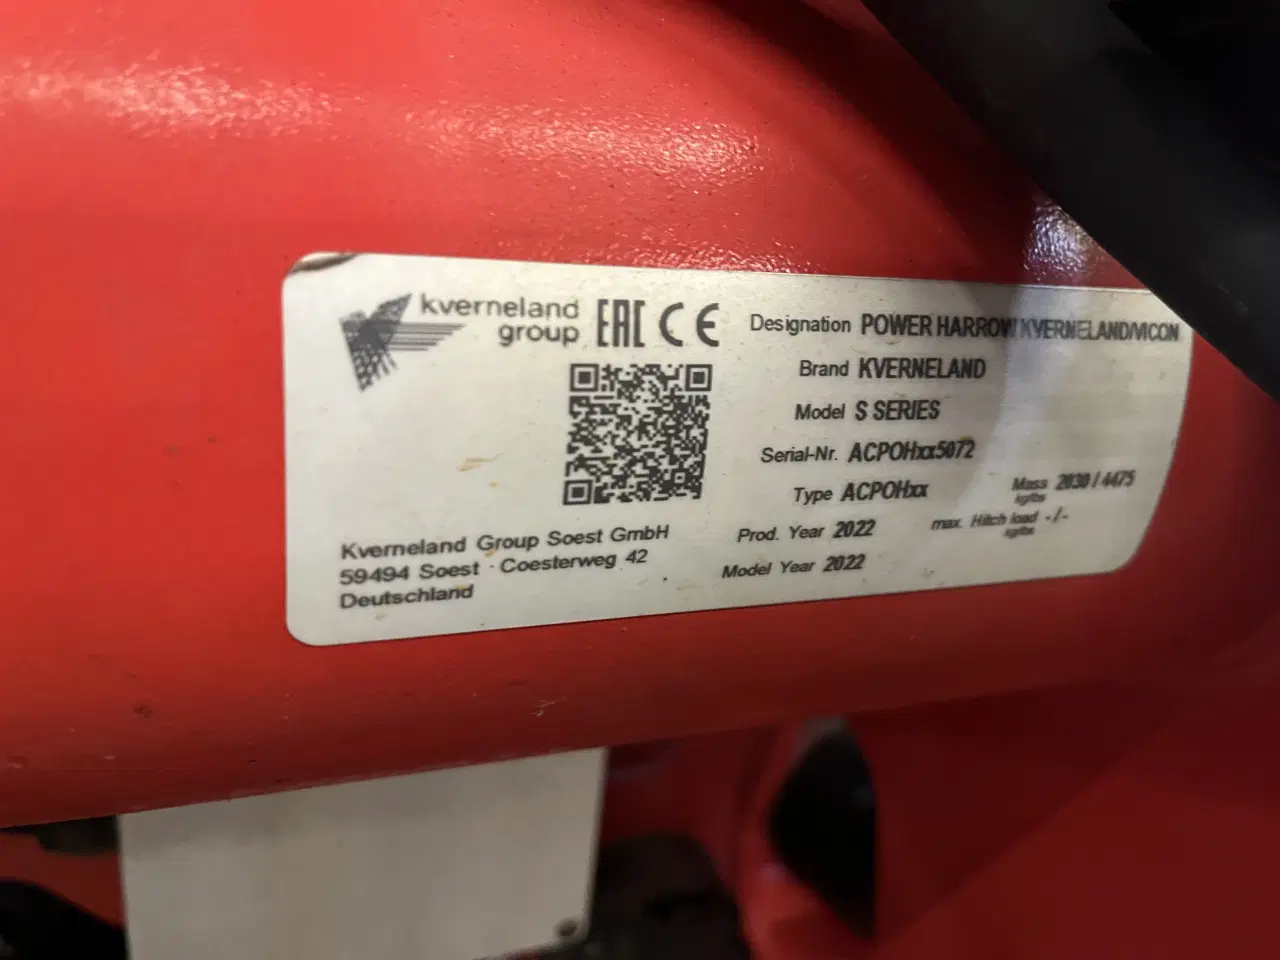 kverneland
group
EAC CE
Designation POWER HARROW KVERNELAND/VICON
Brand KVERNELAND
Model S SERIES
Serial-Nr. ACPOHxx5072
Type ACPOHxx
Mass 2030 / 4475
kg/lbs
Prod. Year 2022
max. Hitch load - / -
kg/lbs
Model Year 2022
Kverneland Group Soest GmbH
59494 Soest · Coesterweg 42
Deutschland